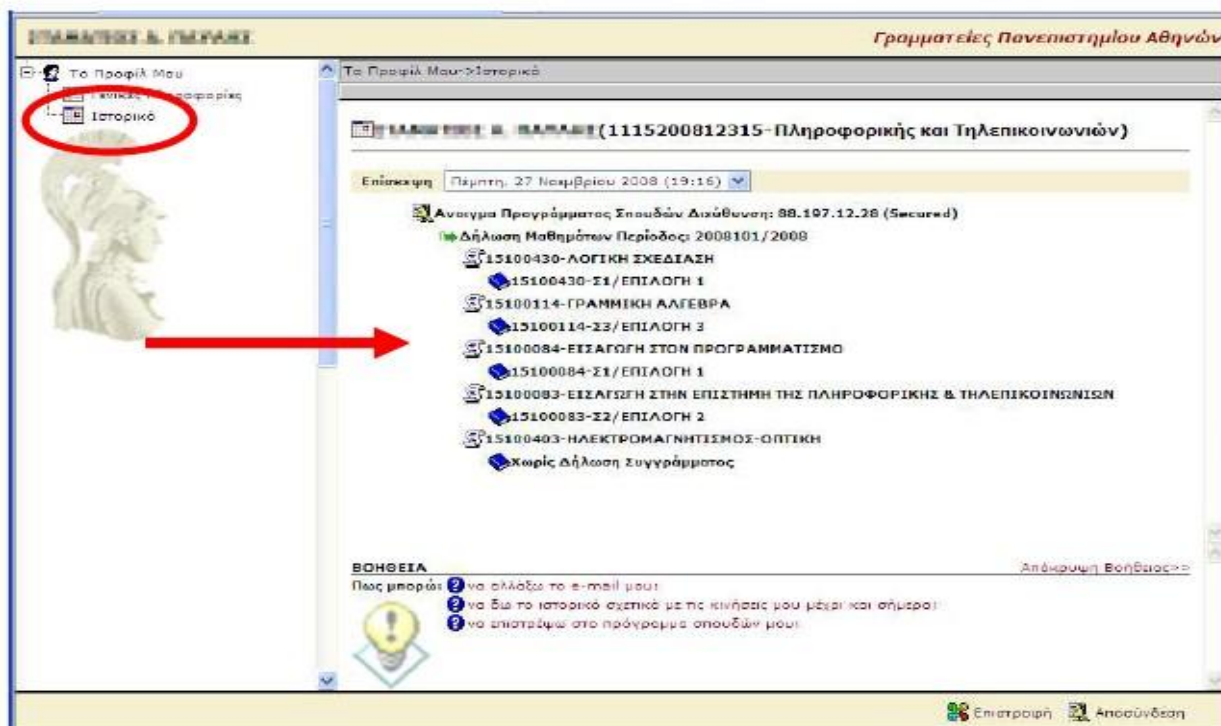 Γραμματείες Πανεπιστημίου Αθηνών
Το Προφίλ Μου
Γενικές Πληροφορίες
Ιστορικό
Το Προφίλ Μου->Ιστορικό
(1115200812315-Πληροφορικής και Τηλεπικοινωνιών)
Επίσκεψη Πέμπτη, 27 Νοεμβρίου 2008 (19:16)
Άνοιγμα Προγράμματος Σπουδών Διεύθυνση: 88.197.12.28 (Secured)
Δήλωση Μαθημάτων Περίοδος: 2008101/2008
15100430-ΛΟΓΙΚΗ ΣΧΕΔΙΑΣΗ
15100430-Σ1/ΕΠΙΛΟΓΗ 1
15100114-ΓΡΑΜΜΙΚΗ ΑΛΓΕΒΡΑ
15100114-Σ3/ΕΠΙΛΟΓΗ 3
15100084-ΕΙΣΑΓΩΓΗ ΣΤΟΝ ΠΡΟΓΡΑΜΜΑΤΙΣΜΟ
15100084-Σ1/ΕΠΙΛΟΓΗ 1
15100083-ΕΙΣΑΓΩΓΗ ΣΤΗΝ ΕΠΙΣΤΗΜΗ ΤΗΣ ΠΛΗΡΟΦΟΡΙΚΗΣ & ΤΗΛΕΠΙΚΟΙΝΩΝΙΩΝ
15100083-Σ2/ΕΠΙΛΟΓΗ 2
15100403-ΗΛΕΚΤΡΟΜΑΓΝΗΤΙΣΜΟΣ-ΟΠΤΙΚΗ
Χωρίς Δήλωση Συγγράμματος
ΒΟΗΘΕΙΑ Απόκρυψη Βοήθειας>>
Πως μπορώ: να αλλάξω το e-mail μου;
να δω το ιστορικό σχετικά με τις κινήσεις μου μέχρι και σήμερα;
να επιστρέψω στο πρόγραμμα σπουδών μου;
Επιστροφή Αποσύνδεση